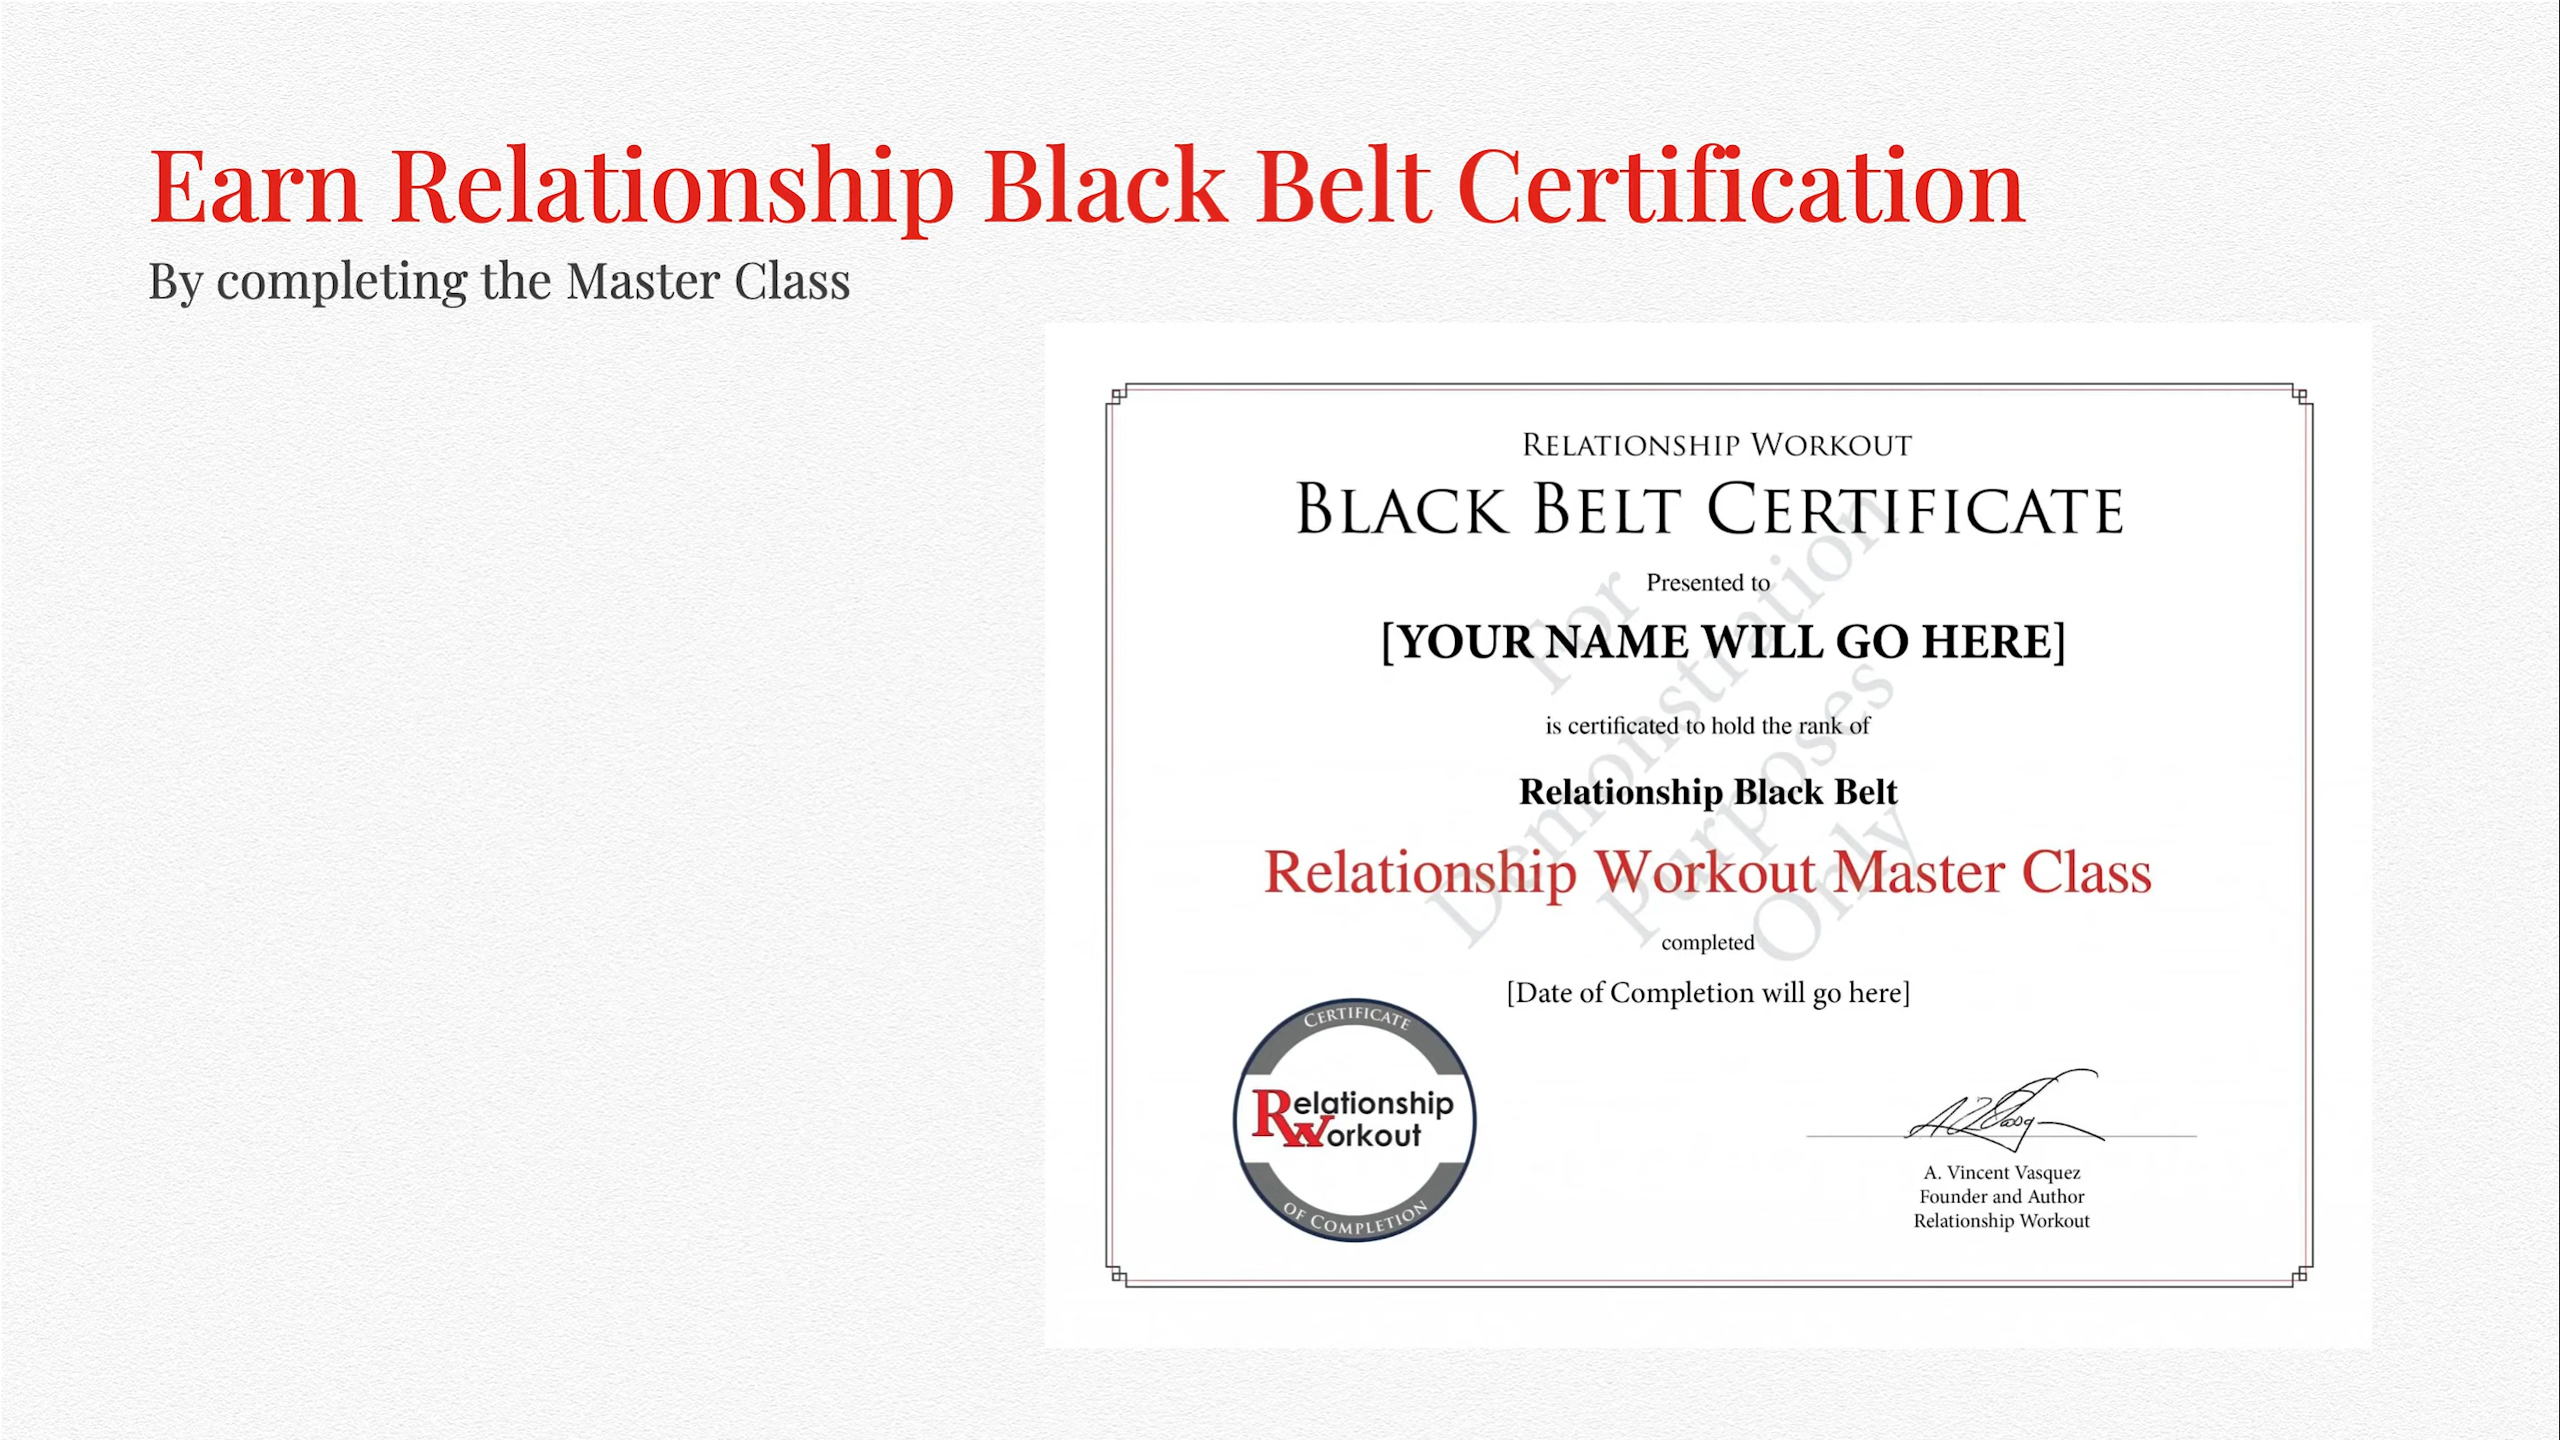 Earn Relationship Black Belt Certification
By completing the Master Class
RELATIONSHIP WORKOUT
BLACK BELT CERTIFICATE
Presented to
[YOUR NAME WILL GO HERE]
is certificated to hold the rank of
Relationship Black Belt
Relationship Workout Master Class
completed
[Date of Completion will go here]
For
Demonstration
Purposes
Only
CERTIFICATE
Relationship
Workout
OF COMPLETION
A. Vincent Vasquez
Founder and Author
Relationship Workout